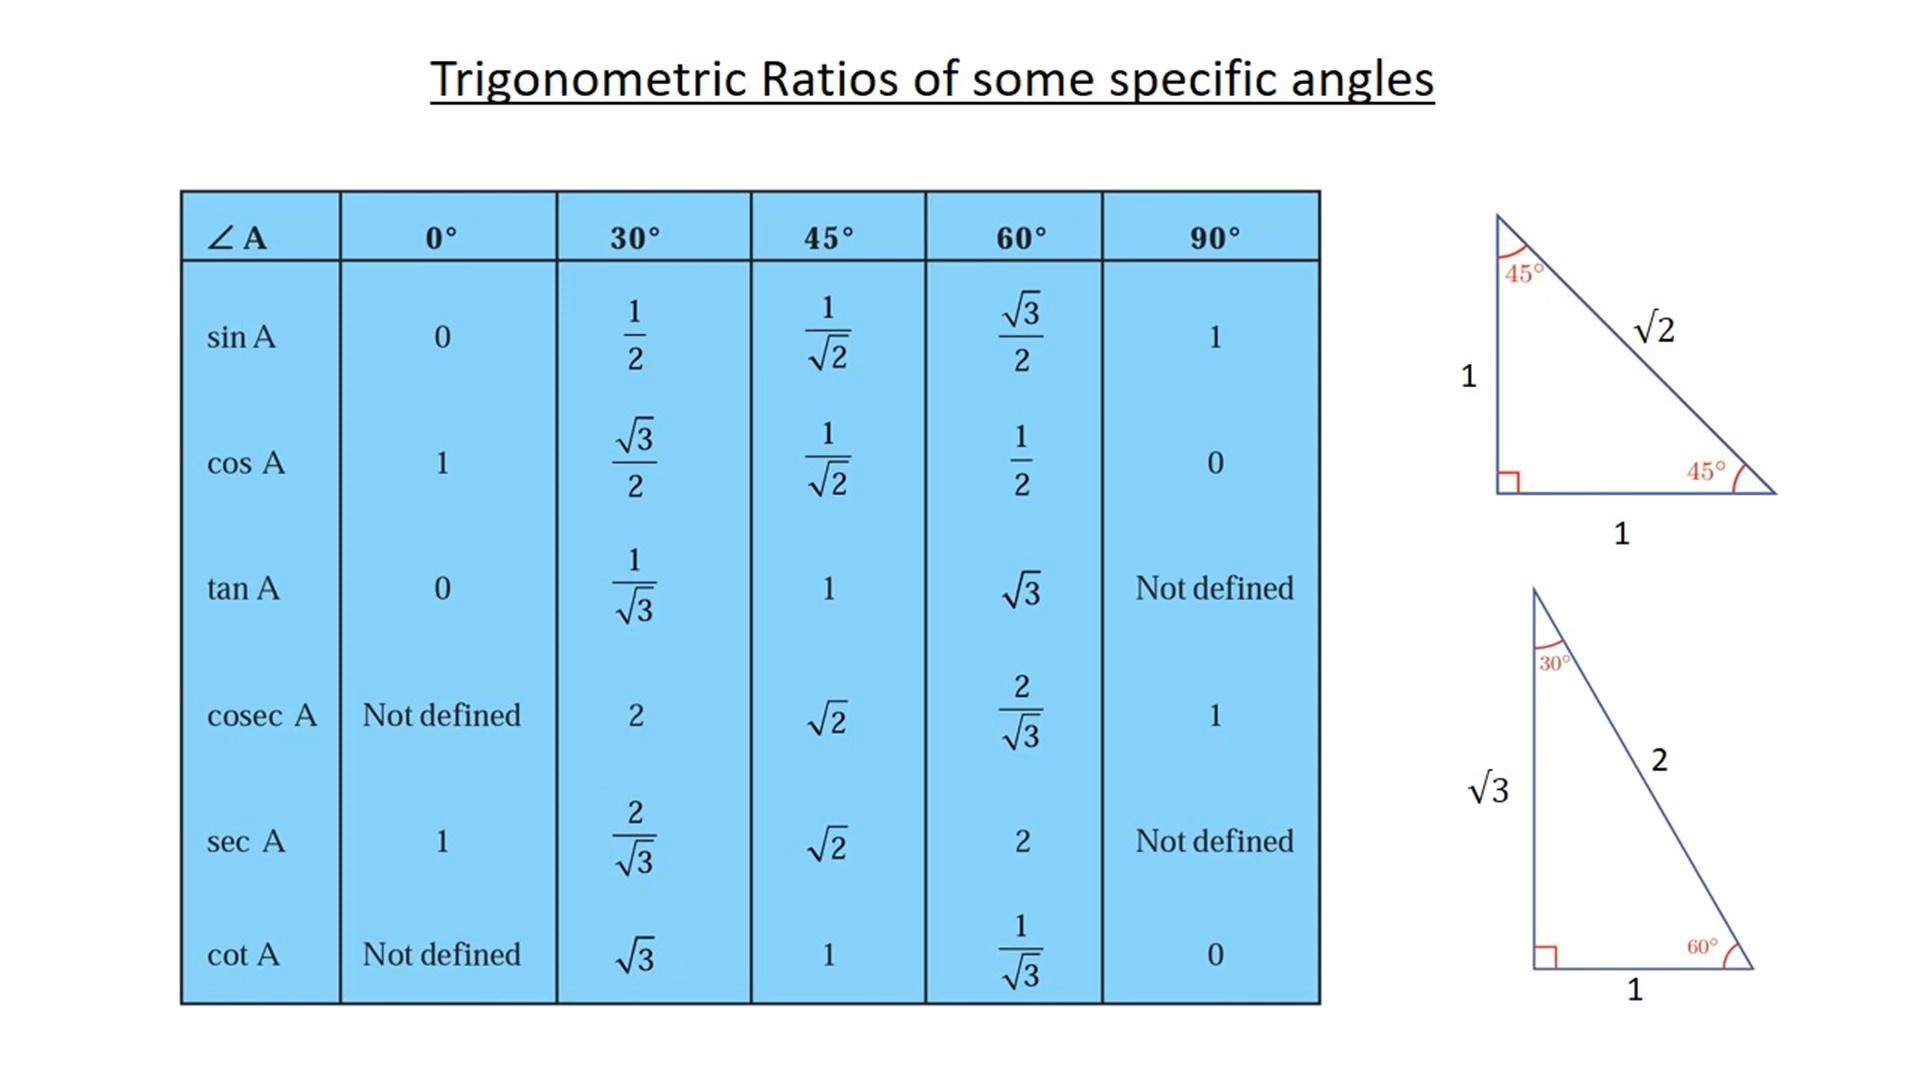 Trigonometric Ratios of some specific angles
∠ A 0° 30° 45° 60° 90°
sin A 0 1/2 1/√2 √3/2 1
cos A 1 √3/2 1/√2 1/2 0
tan A 0 1/√3 1 √3 Not defined
cosec A Not defined 2 √2 2/√3 1
sec A 1 2/√3 √2 2 Not defined
cot A Not defined √3 1 1/√3 0
45°
√2
1
45°
1
30°
2
√3
60°
1